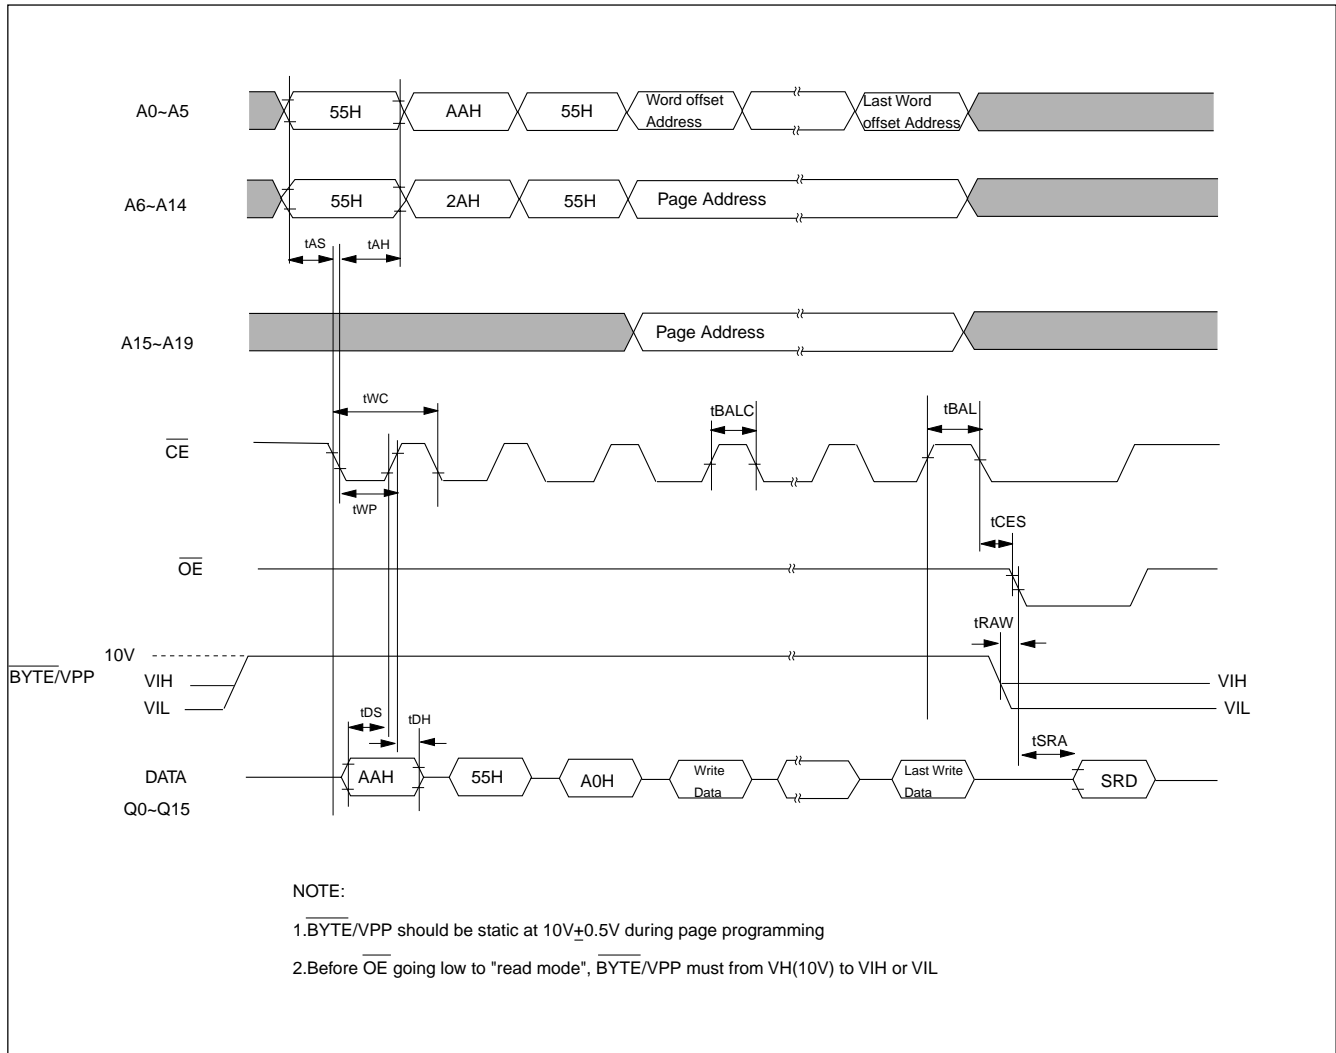 A0~A5
55H
AAH
55H
Word offset
Address
Last Word
offset Address
A6~A14
55H
2AH
55H
Page Address
tAS
tAH
A15~A19
Page Address
tWC
tBALC
tBAL
CE
tWP
tCES
OE
tRAW
10V
BYTE/VPP
VIH
VIL
VIH
VIL
tDS
tDH
tSRA
DATA
Q0~Q15
AAH
55H
A0H
Write
Data
Last Write
Data
SRD
NOTE:
1.BYTE/VPP should be static at 10V±0.5V during page programming
2.Before OE going low to "read mode", BYTE/VPP must from VH(10V) to VIH or VIL